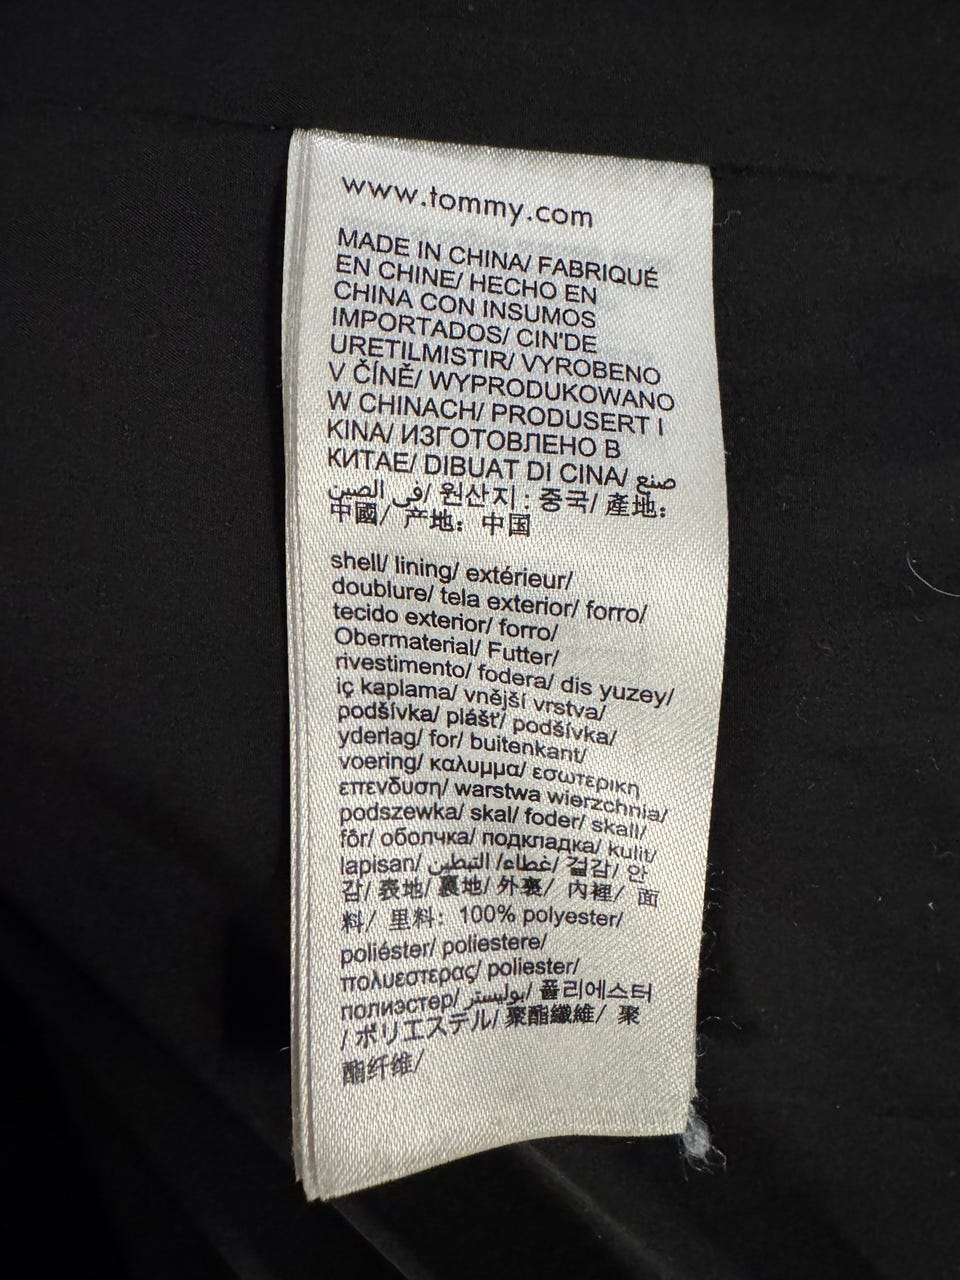 www.tommy.com
MADE IN CHINA/ FABRIQUÉ
EN CHINE/ HECHO EN
CHINA CON INSUMOS
IMPORTADOS/ CIN'DE
URETILMISTIR/ VYROBENO
V ČÍNĚ/ WYPRODUKOWANO
W CHINACH/ PRODUSERT I
KINA/ ИЗГОТОВЛЕНО В
КИТАЕ/ DIBUAT DI CINA/ صنع
في الصين/ 원산지 : 중국/ 產地:
中國/ 产地: 中国
shell/ lining/ extérieur/
doublure/ tela exterior/ forro/
tecido exterior/ forro/
Obermaterial/ Futter/
rivestimento/ fodera/ dis yuzey/
iç kaplama/ vnější vrstva/
podšívka/ plášť/ podšívka/
yderlag/ for/ buitenkant/
voering/ καλυμμα/ εσωτερικη
επενδυση/ warstwa wierzchnia/
podszewka/ skal/ foder/ skall/
fôr/ оболчка/ подкладка/ kulit/
lapisan/ غطاء/ التبطين/ 겉감/ 안
감/ 表地/ 裏地/ 外裏/ 內裡/ 面
料/ 里料: 100% polyester/
poliéster/ poliestere/
πολυεστερας/ poliester/
полиэстер/ بوليستر/ 폴리에스터
/ ポリエステル/ 聚酯纖維/ 聚
酯纤维/